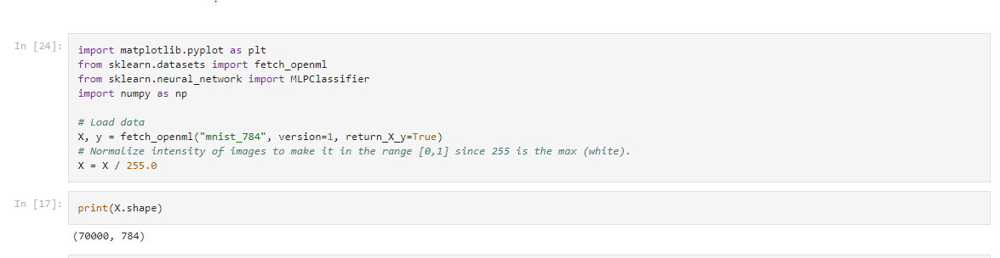 In [24]:
import matplotlib.pyplot as plt
from sklearn.datasets import fetch_openml
from sklearn.neural_network import MLPClassifier
import numpy as np
# Load data
X, y = fetch_openml("mnist_784", version=1, return_X_y=True)
# Normalize intensity of images to make it in the range [0,1] since 255 is the max (white).
X = X / 255.0
In [17]:
print(X.shape)
(70000, 784)